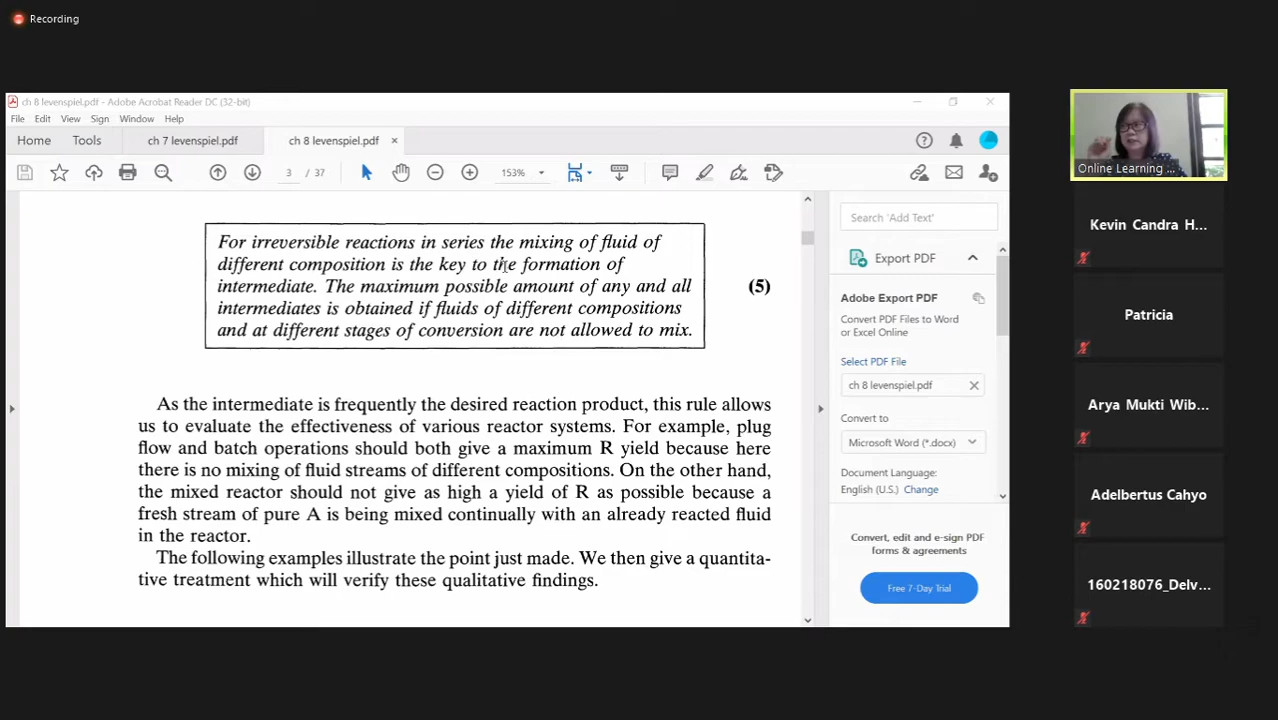 Recording
ch 8 levenspiel.pdf - Adobe Acrobat Reader DC (32-bit)
File Edit View Sign Window Help
Home Tools ch 7 levenspiel.pdf ch 8 levenspiel.pdf ×
3 / 37 153%
For irreversible reactions in series the mixing of fluid of
different composition is the key to the formation of
intermediate. The maximum possible amount of any and all
intermediates is obtained if fluids of different compositions
and at different stages of conversion are not allowed to mix.
(5)
As the intermediate is frequently the desired reaction product, this rule allows
us to evaluate the effectiveness of various reactor systems. For example, plug
flow and batch operations should both give a maximum R yield because here
there is no mixing of fluid streams of different compositions. On the other hand,
the mixed reactor should not give as high a yield of R as possible because a
fresh stream of pure A is being mixed continually with an already reacted fluid
in the reactor.
The following examples illustrate the point just made. We then give a quantita-
tive treatment which will verify these qualitative findings.
Search 'Add Text'
Export PDF
Adobe Export PDF
Convert PDF Files to Word
or Excel Online
Select PDF File
ch 8 levenspiel.pdf
Convert to
Microsoft Word (*.docx)
Document Language:
English (U.S.) Change
Convert, edit and e-sign PDF
forms & agreements
Free 7-Day Trial
Online Learning ...
Kevin Candra H...
Patricia
Arya Mukti Wib...
Adelbertus Cahyo
160218076_Delv...